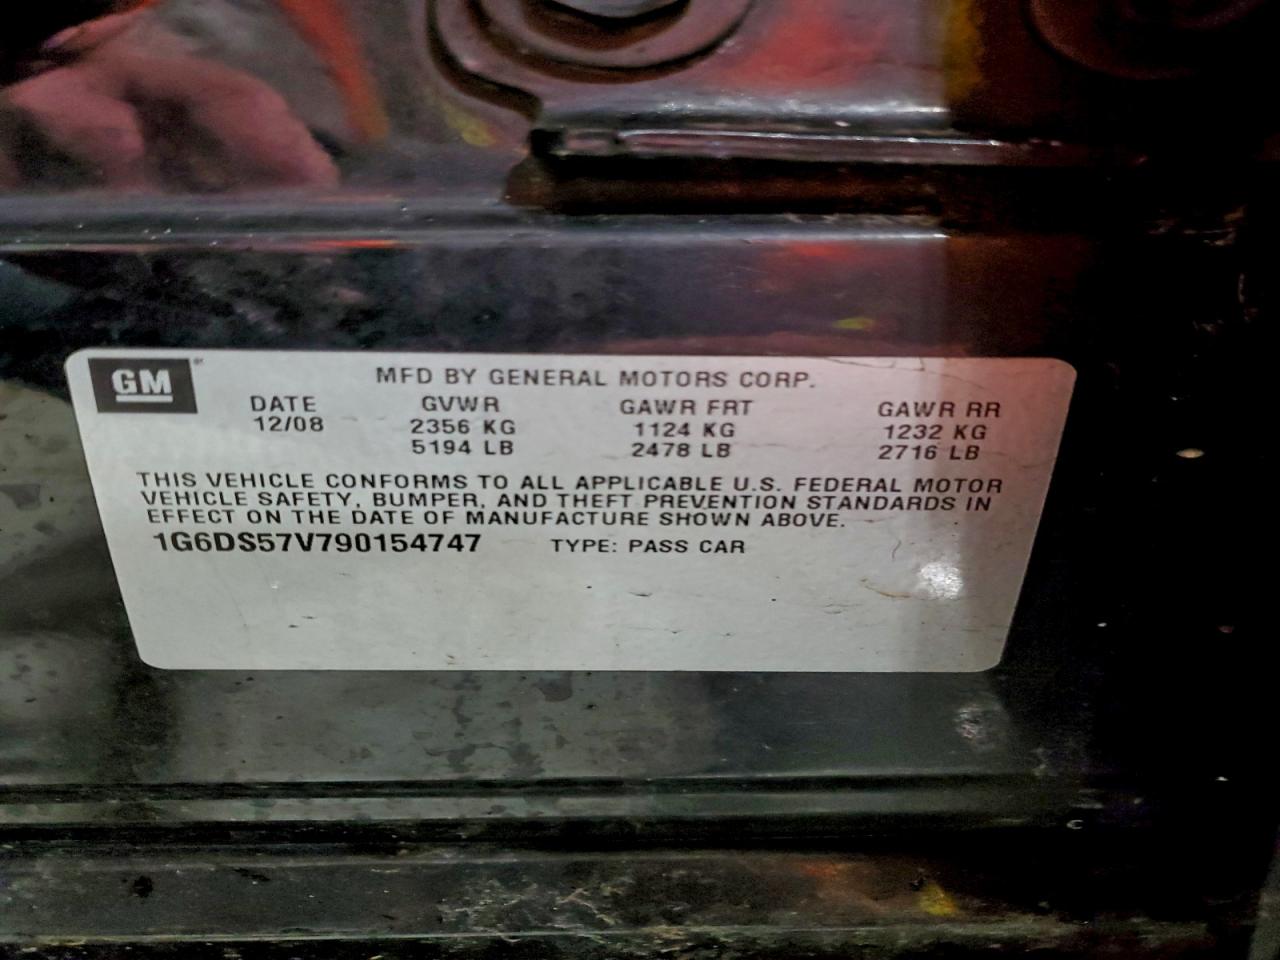 GM
MFD BY GENERAL MOTORS CORP.
DATE GVWR GAWR FRT GAWR RR
12/08 2356 KG 1124 KG 1232 KG
5194 LB 2478 LB 2716 LB
THIS VEHICLE CONFORMS TO ALL APPLICABLE U.S. FEDERAL MOTOR
VEHICLE SAFETY, BUMPER, AND THEFT PREVENTION STANDARDS IN
EFFECT ON THE DATE OF MANUFACTURE SHOWN ABOVE.
1G6DS57V790154747 TYPE: PASS CAR